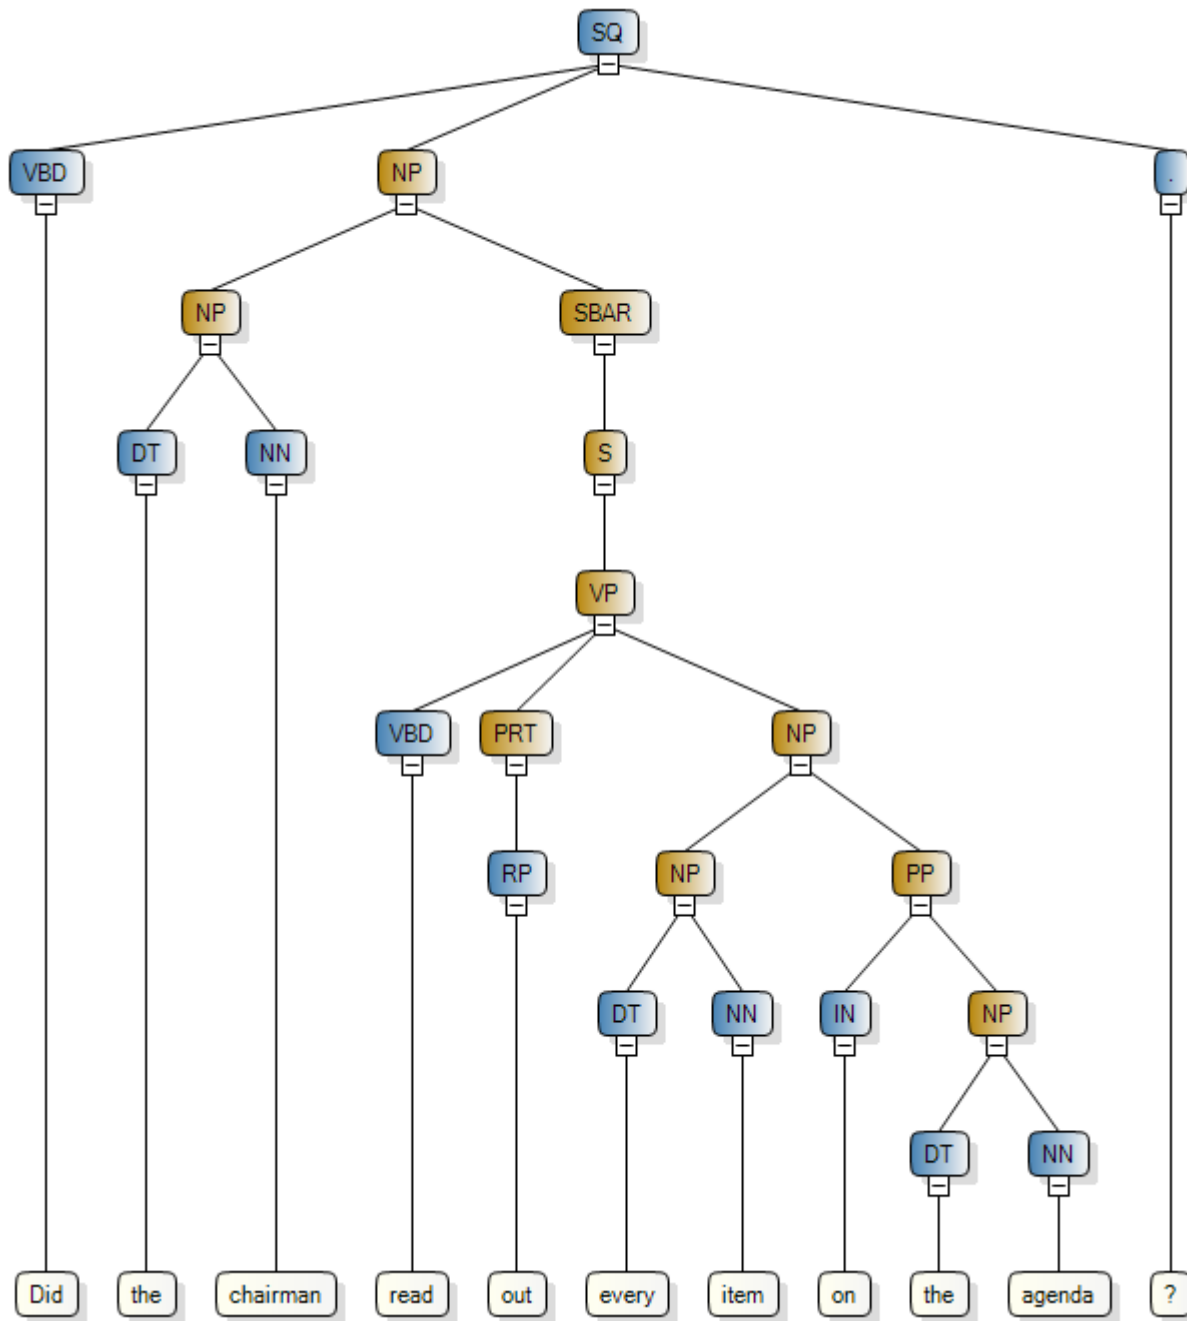 SQ
VBD NP .
NP SBAR
DT NN S
VP
VBD PRT NP
RP NP PP
DT NN IN NP
DT NN
Did the chairman read out every item on the agenda ?